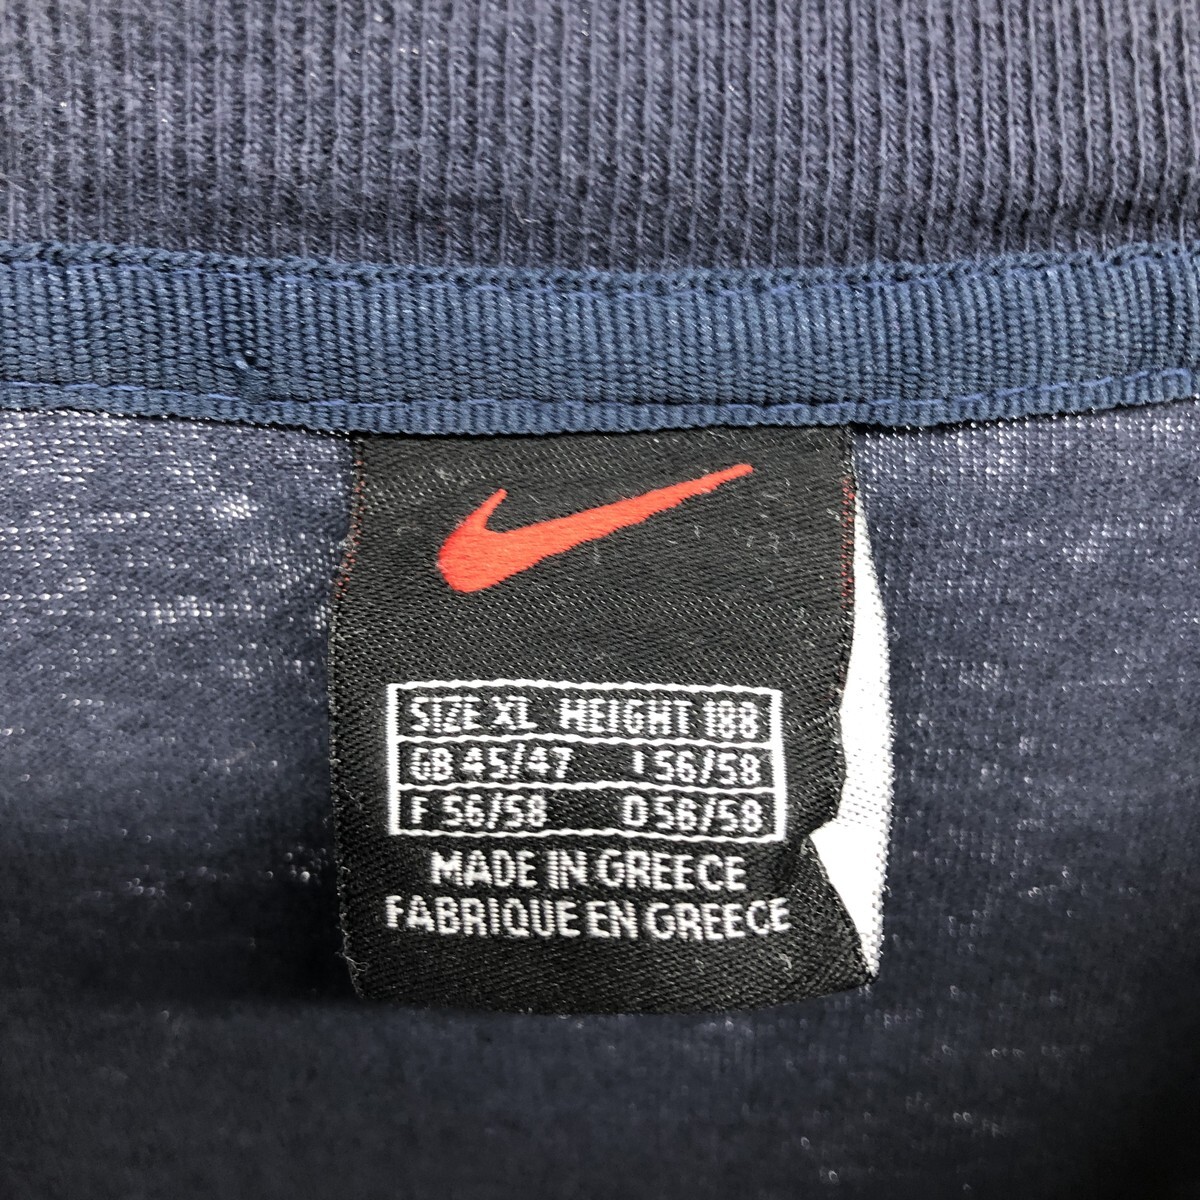 SIZE XL HEIGHT 188
GB 45/47 I 56/58
F 56/58 D 56/58
MADE IN GREECE
FABRIQUE EN GREECE